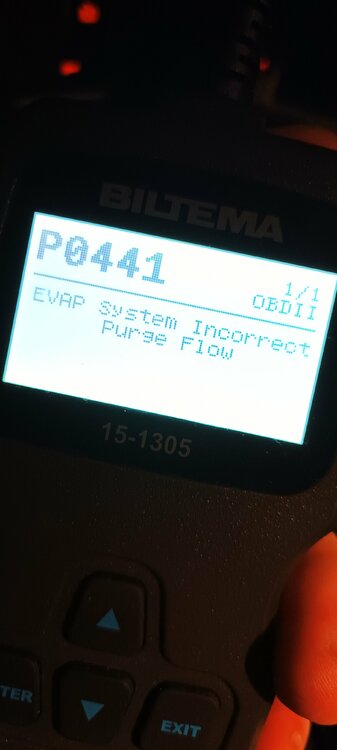 BILTEMA
P0441
1/1
OBDII
EVAP System Incorrect
Purge Flow
15-1305
TER
EXIT